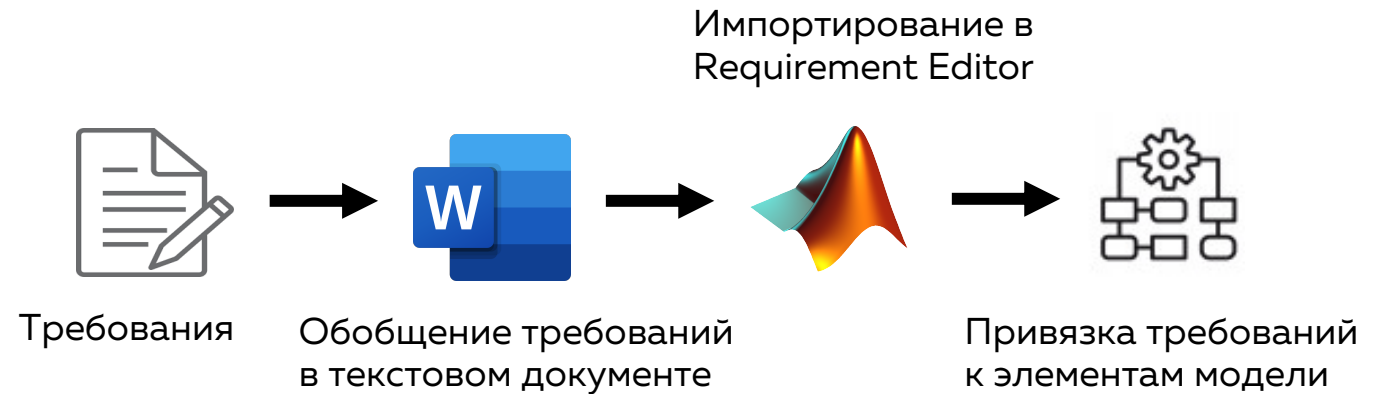 Импортирование в
Requirement Editor
W
Требования
Обобщение требований
в текстовом документе
Привязка требований
к элементам модели